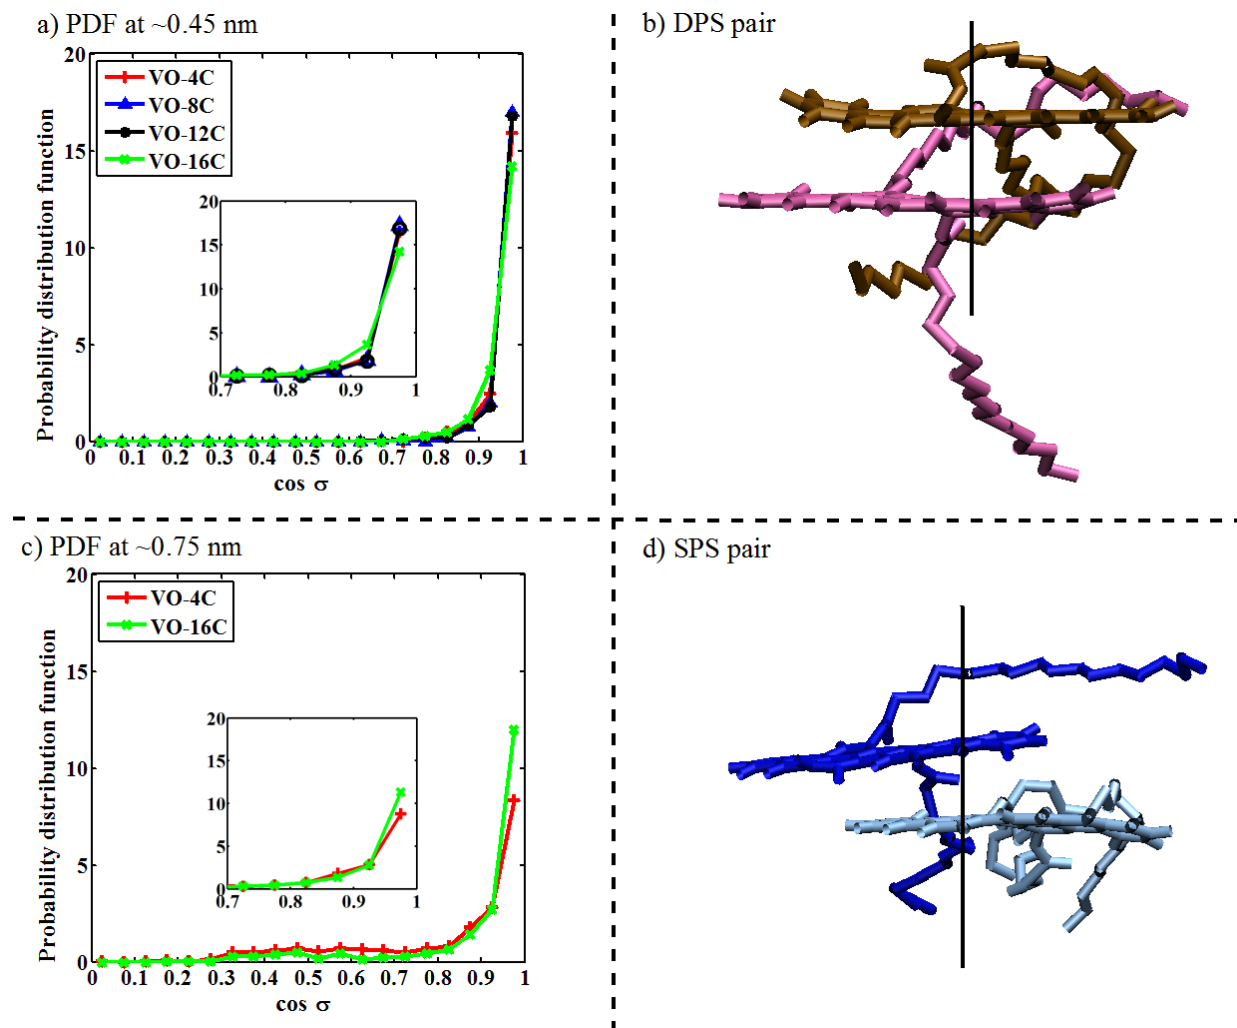 a) PDF at ~0.45 nm
20
15
10
5
0
Probability distribution function
VO-4C
VO-8C
VO-12C
VO-16C
20
15
10
5
0
0.7 0.8 0.9 1
0 0.1 0.2 0.3 0.4 0.5 0.6 0.7 0.8 0.9 1
cos σ
b) DPS pair
c) PDF at ~0.75 nm
20
15
10
5
0
Probability distribution function
VO-4C
VO-16C
20
15
10
5
0
0.7 0.8 0.9 1
0 0.1 0.2 0.3 0.4 0.5 0.6 0.7 0.8 0.9 1
cos σ
d) SPS pair